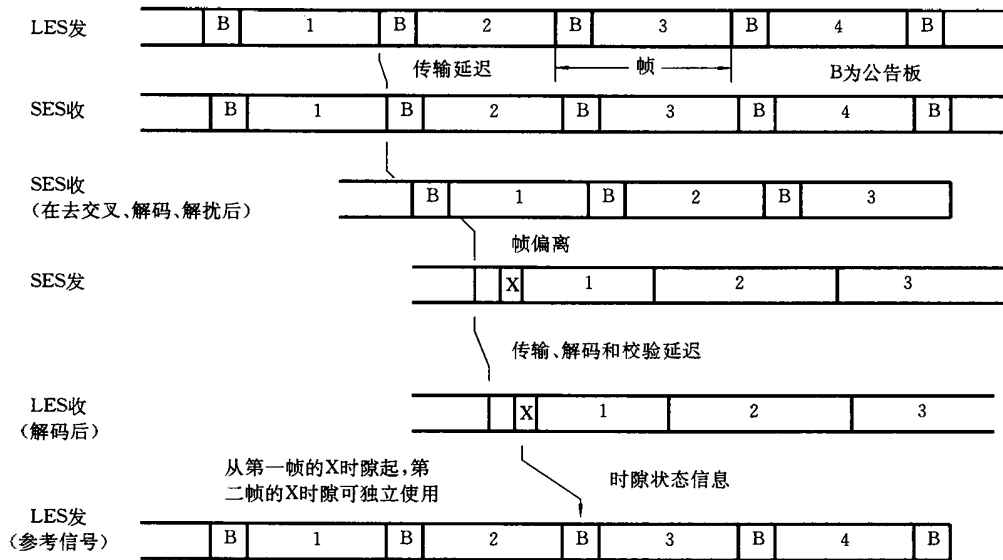 LES发 B 1 B 2 B 3 B 4 B
传输延迟 帧 B为公告板
SES收 B 1 B 2 B 3 B 4 B
SES收
(在去交叉、解码、解扰后) B 1 B 2 B 3
帧偏离
SES发 X 1 2 3
传输、解码和校验延迟
LES收
(解码后) X 1 2 3
从第一帧的X时隙起,第
二帧的X时隙可独立使用
时隙状态信息
LES发
(参考信号) B 1 B 2 B 3 B 4 B